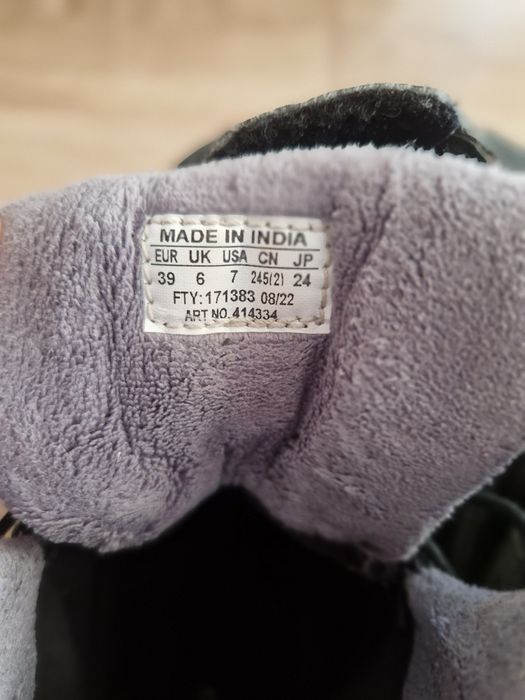 MADE IN INDIA
EUR UK USA CN JP
39 6 7 245(2) 24
FTY:171383 08/22
ART NO. 414334